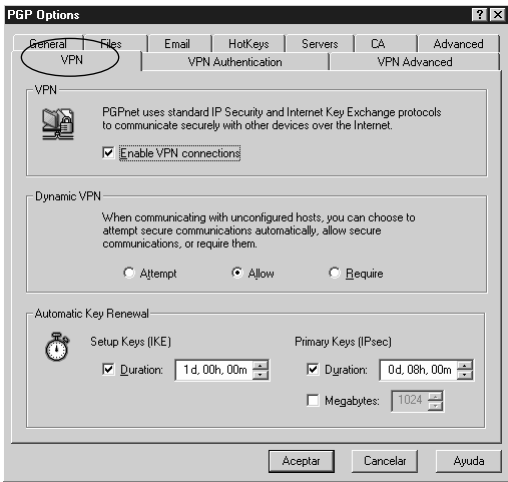 PGP Options
General Files Email HotKeys Servers CA Advanced
VPN VPN Authentication VPN Advanced
VPN
PGPnet uses standard IP Security and Internet Key Exchange protocols
to communicate securely with other devices over the Internet.
Enable VPN connections
Dynamic VPN
When communicating with unconfigured hosts, you can choose to
attempt secure communications automatically, allow secure
communications, or require them.
Attempt Allow Require
Automatic Key Renewal
Setup Keys (IKE) Primary Keys (IPsec)
Duration: 1d, 00h, 00m Duration: 0d, 08h, 00m
Megabytes: 1024
Aceptar Cancelar Ayuda